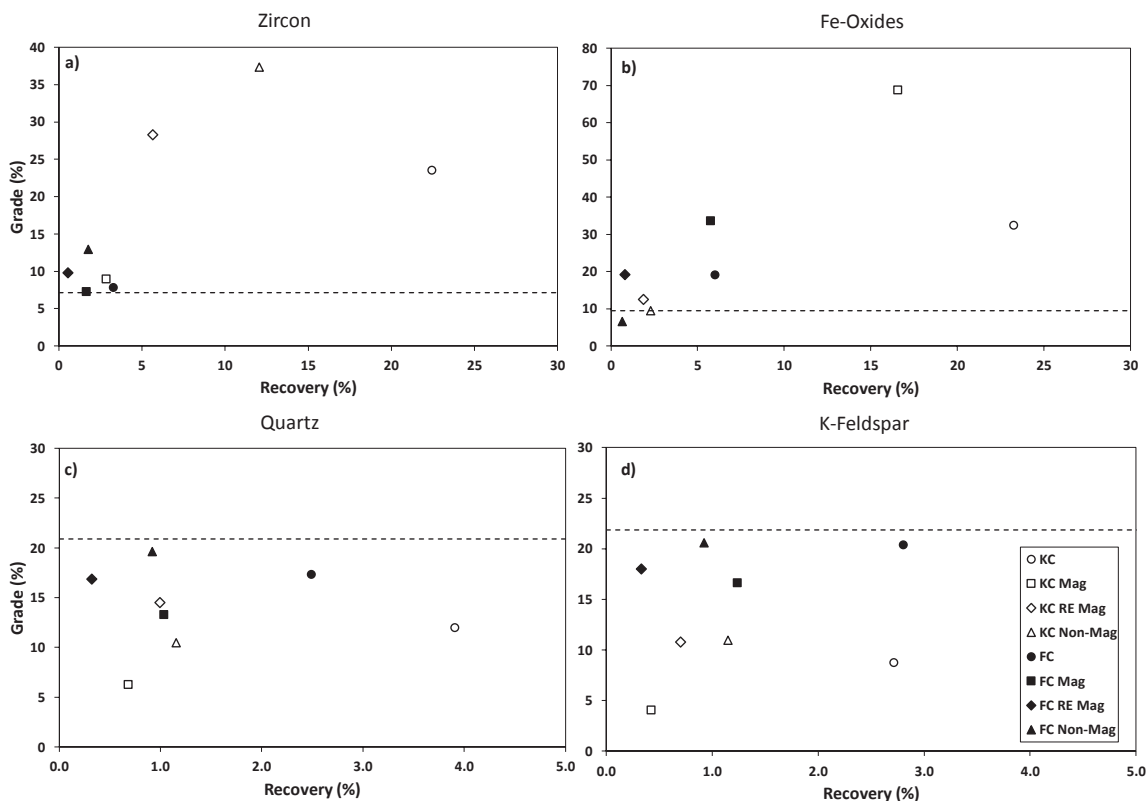 Zircon
a)
Grade (%)
40
35
30
25
20
15
10
5
0
0 5 10 15 20 25 30
Recovery (%)
Fe-Oxides
b)
80
70
60
50
40
30
20
10
0
0 5 10 15 20 25 30
Recovery (%)
Quartz
c)
Grade (%)
30
25
20
15
10
5
0
0.0 1.0 2.0 3.0 4.0 5.0
Recovery (%)
K-Feldspar
d)
30
25
20
15
10
5
0
0.0 1.0 2.0 3.0 4.0 5.0
Recovery (%)
KC
KC Mag
KC RE Mag
KC Non-Mag
FC
FC Mag
FC RE Mag
FC Non-Mag